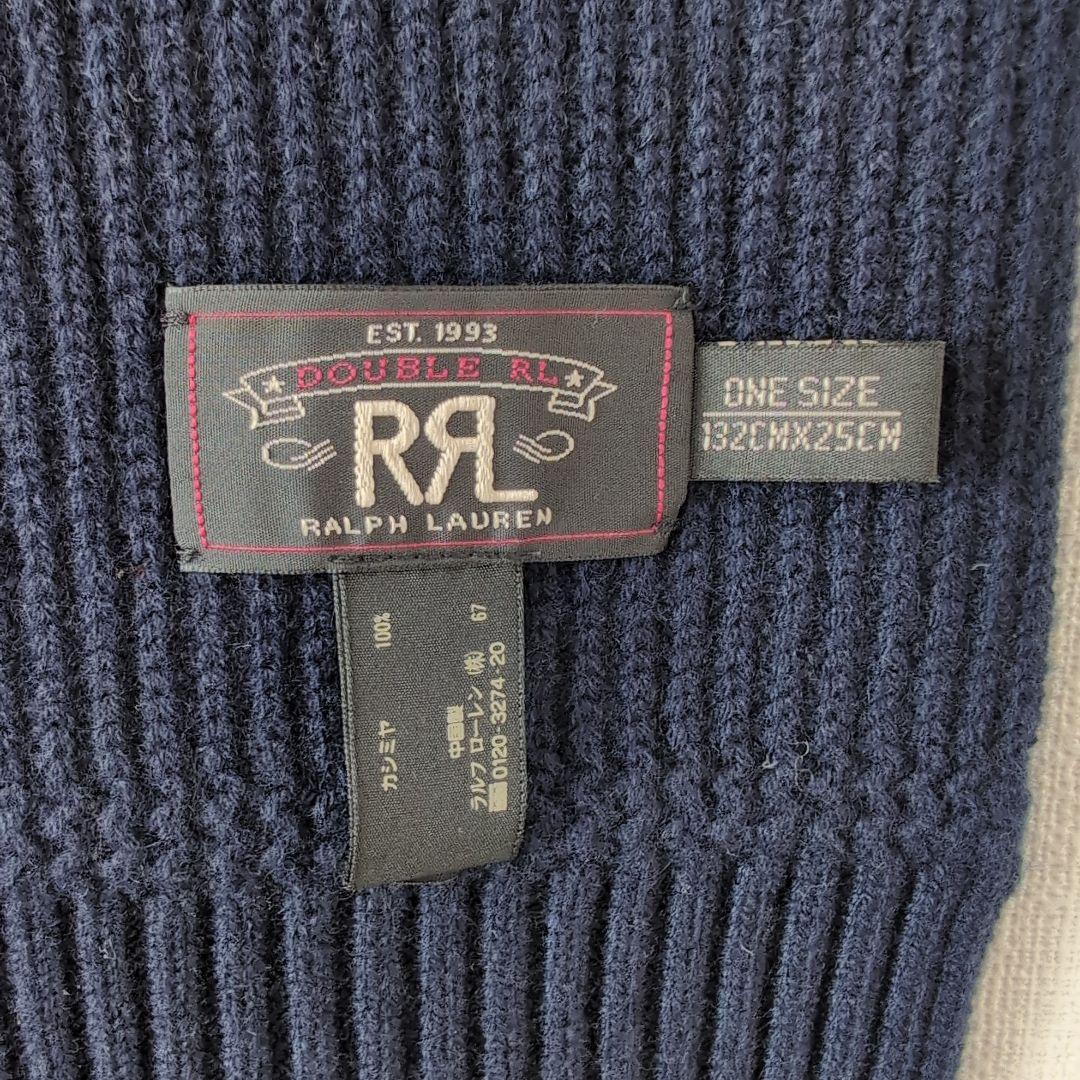 EST. 1993
DOUBLE RL
RRL
RALPH LAUREN
ONE SIZE
132CMX25CM
カシミヤ 100%
中国製 67
ラルフ ローレン (株)
0120-3274-20